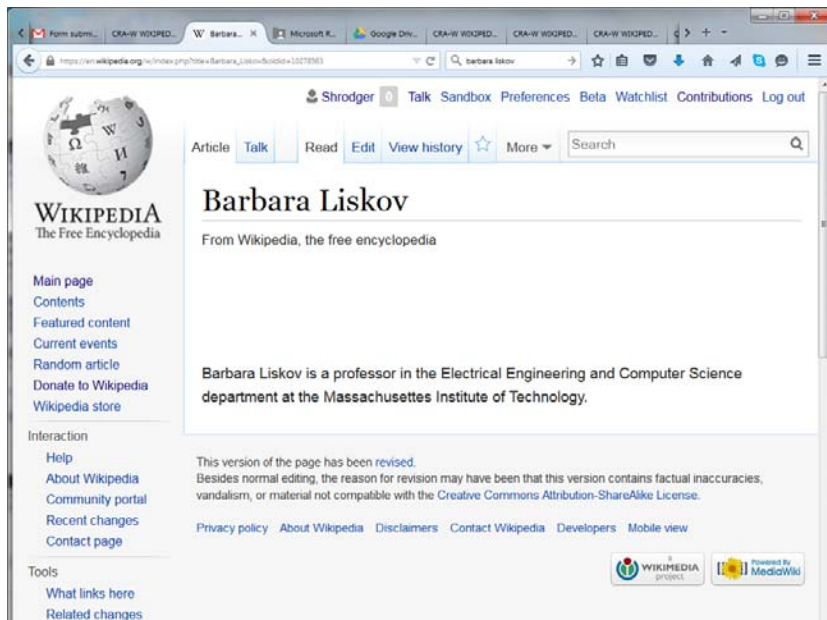 Form submi...
CRA-W WIKIPED...
Barbara...
Microsoft R...
Google Driv...
CRA-W WIKIPED...
CRA-W WIKIPED...
CRA-W WIKIPED...
barbara liskov
Shrodger 0 Talk Sandbox Preferences Beta Watchlist Contributions Log out
Article Talk Read Edit View history More Search
WIKIPEDIA
The Free Encyclopedia
Barbara Liskov
From Wikipedia, the free encyclopedia
Main page
Contents
Featured content
Current events
Random article
Donate to Wikipedia
Wikipedia store
Interaction
Help
About Wikipedia
Community portal
Recent changes
Contact page
Tools
What links here
Related changes
Barbara Liskov is a professor in the Electrical Engineering and Computer Science
department at the Massachusettes Institute of Technology.
This version of the page has been revised.
Besides normal editing, the reason for revision may have been that this version contains factual inaccuracies,
vandalism, or material not compatible with the Creative Commons Attribution-ShareAlike License.
Privacy policy About Wikipedia Disclaimers Contact Wikipedia Developers Mobile view
A WIKIMEDIA
project
Powered By
MediaWiki